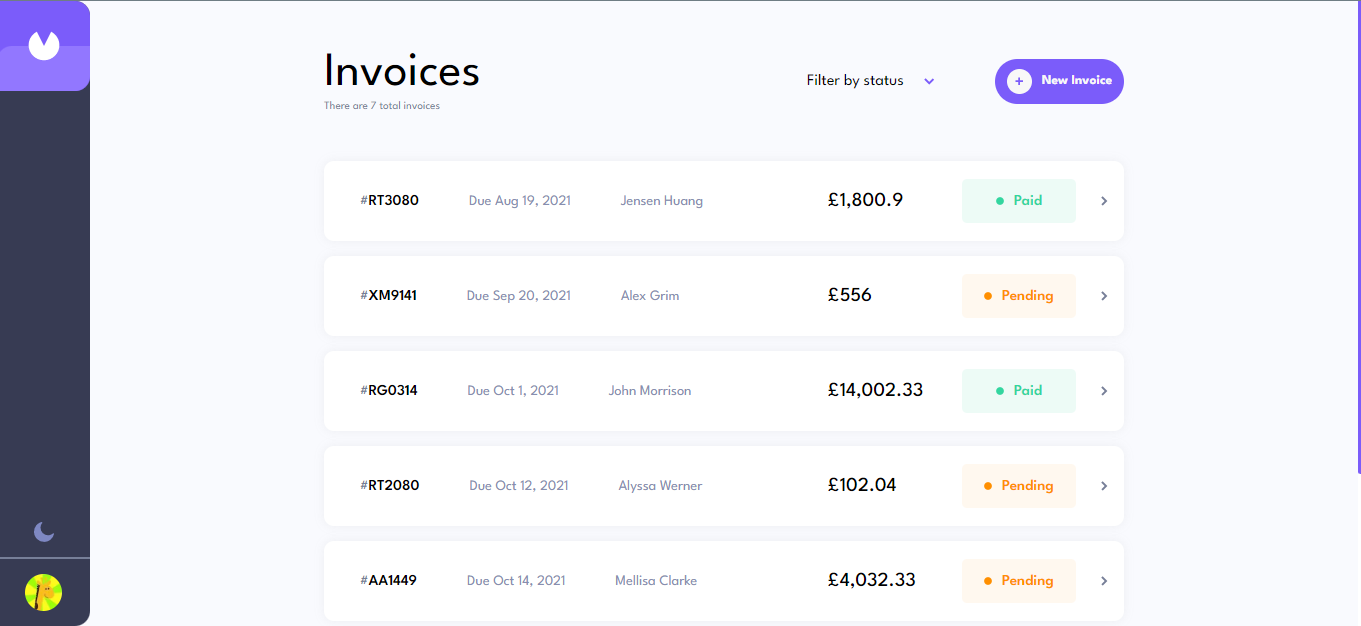 Invoices
There are 7 total invoices
Filter by status
New Invoice
#RT3080 Due Aug 19, 2021 Jensen Huang £1,800.9 Paid
#XM9141 Due Sep 20, 2021 Alex Grim £556 Pending
#RG0314 Due Oct 1, 2021 John Morrison £14,002.33 Paid
#RT2080 Due Oct 12, 2021 Alyssa Werner £102.04 Pending
#AA1449 Due Oct 14, 2021 Mellisa Clarke £4,032.33 Pending